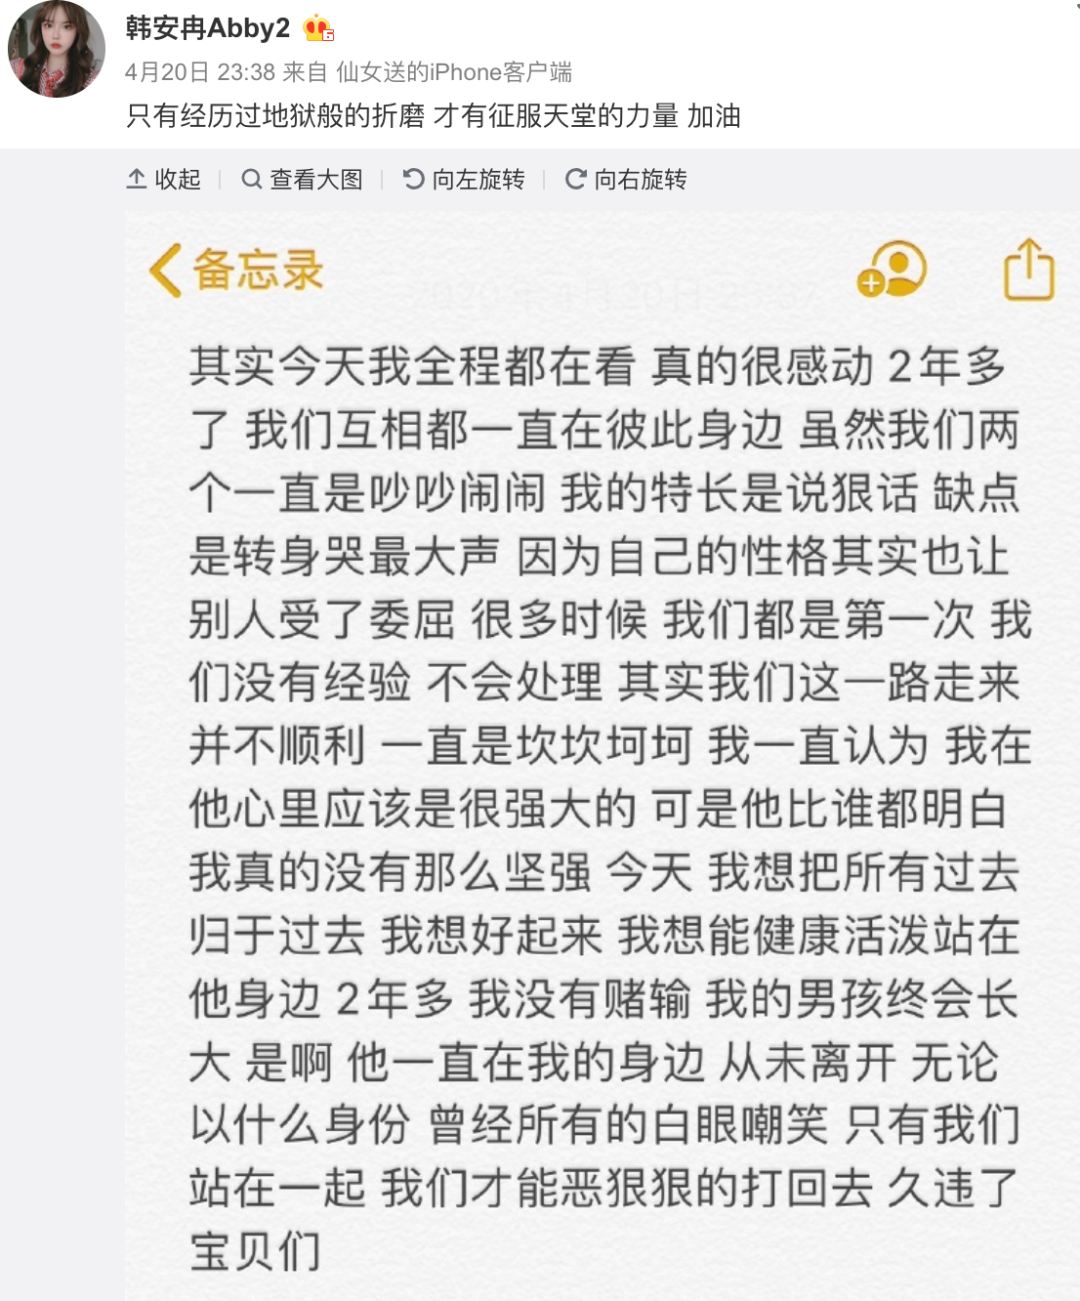 韩安冉Abby2
4月20日 23:38 来自 仙女送的iPhone客户端
只有经历过地狱般的折磨 才有征服天堂的力量 加油
收起 查看大图 向左旋转 向右旋转
备忘录
2020年4月20日 23:37
其实今天我全程都在看 真的很感动 2年多
了 我们互相都一直在彼此身边 虽然我们两
个一直是吵吵闹闹 我的特长是说狠话 缺点
是转身哭最大声 因为自己的性格其实也让
别人受了委屈 很多时候 我们都是第一次 我
们没有经验 不会处理 其实我们这一路走来
并不顺利 一直是坎坎坷坷 我一直认为 我在
他心里应该是很强大的 可是他比谁都明白
我真的没有那么坚强 今天 我想把所有过去
归于过去 我想好起来 我想能健康活泼站在
他身边 2年多 我没有赌输 我的男孩终会长
大 是啊 他一直在我的身边 从未离开 无论
以什么身份 曾经所有的白眼嘲笑 只有我们
站在一起 我们才能恶狠狠的打回去 久违了
宝贝们